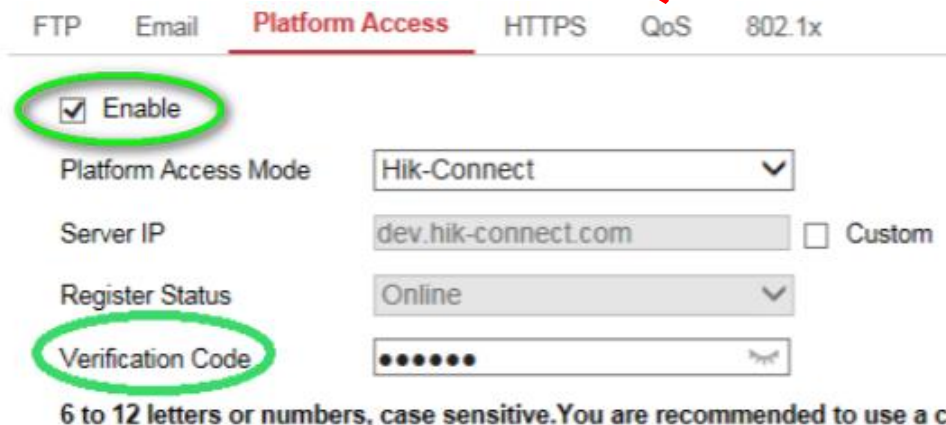 FTP Email Platform Access HTTPS QoS 802.1x
Enable
Platform Access Mode Hik-Connect
Server IP dev.hik-connect.com Custom
Register Status Online
Verification Code ●●●●●●
6 to 12 letters or numbers, case sensitive.You are recommended to use a